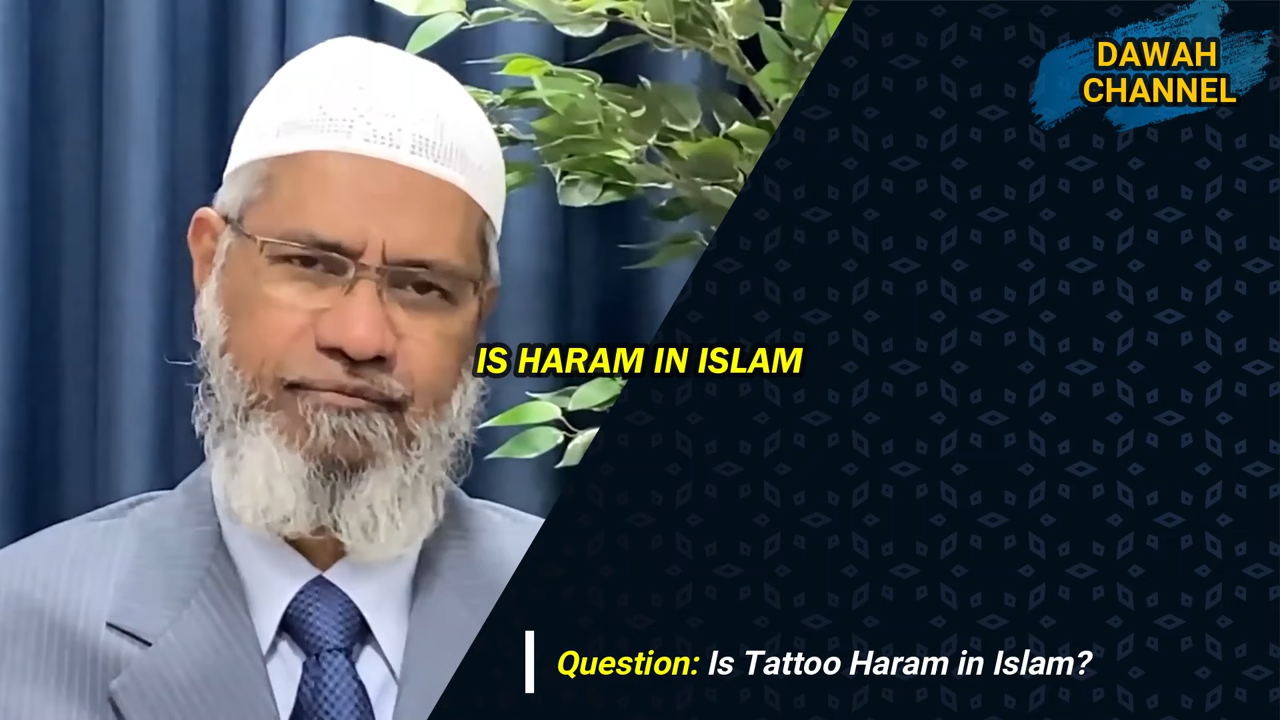 DAWAH
CHANNEL
IS HARAM IN ISLAM
Question: Is Tattoo Haram in Islam?